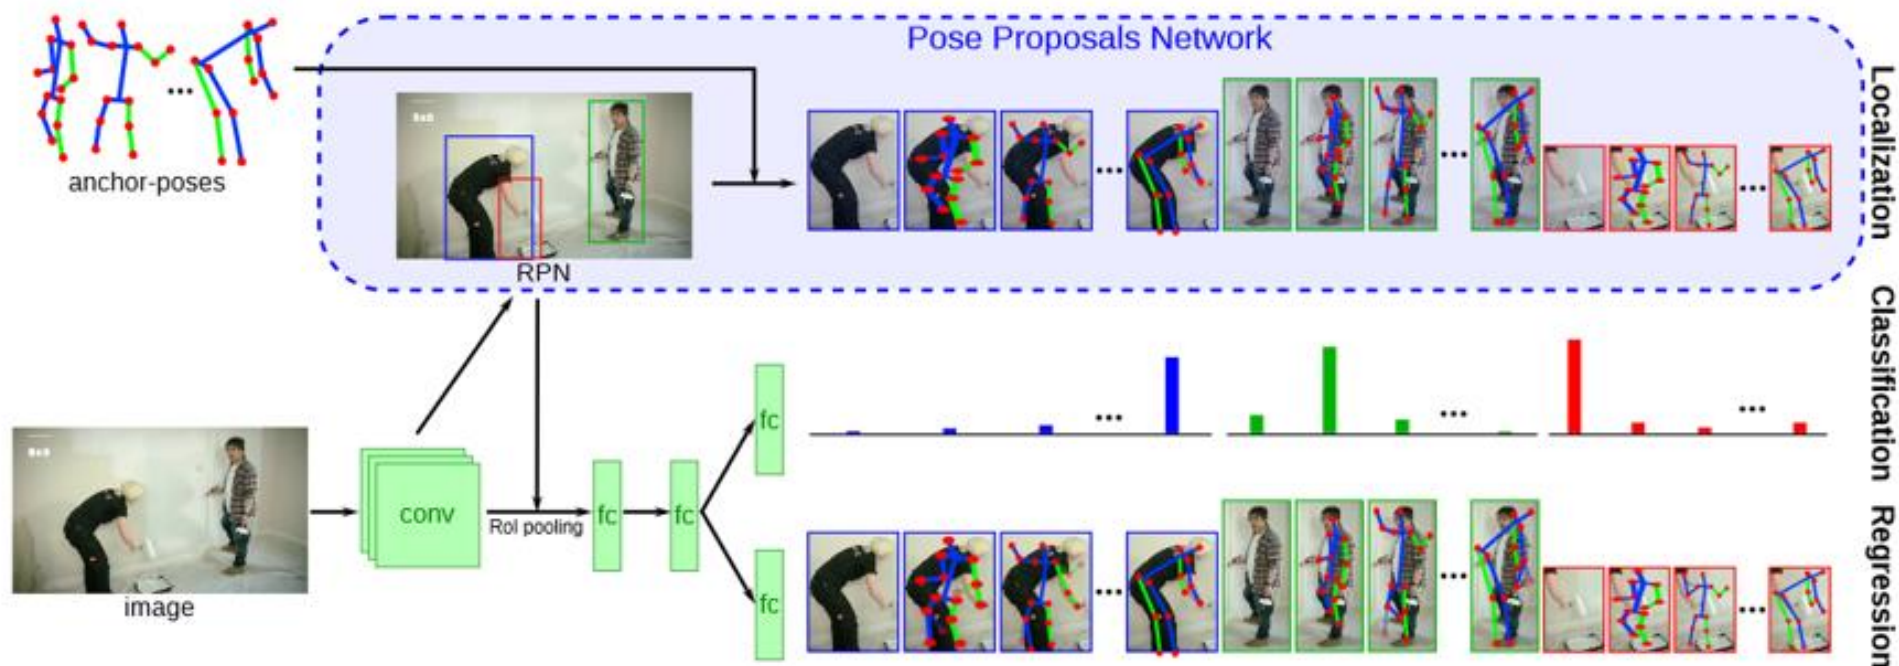 Pose Proposals Network
...
anchor-poses
...
...
...
RPN
Localization
conv
RoI pooling
fc
fc
fc
fc
...
...
...
Classification
image
...
...
...
Regression